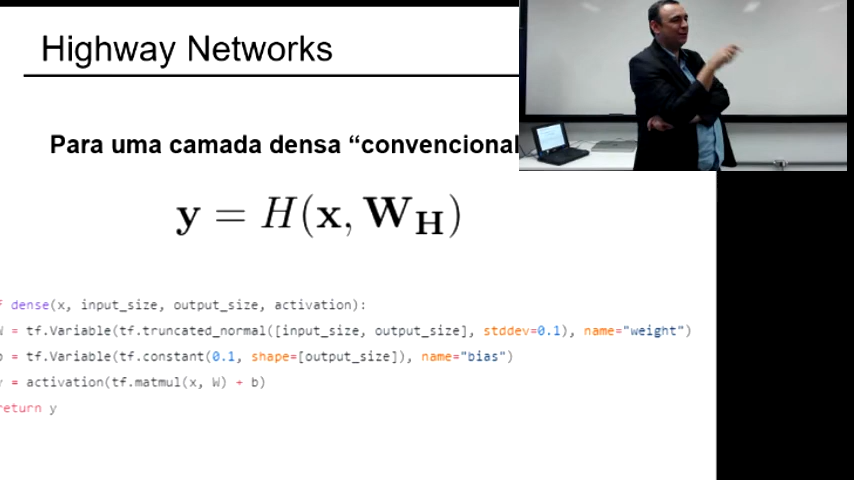 Highway Networks
Para uma camada densa “convencional
y = H(x, W_H)
dense(x, input_size, output_size, activation):
= tf.Variable(tf.truncated_normal([input_size, output_size], stddev=0.1), name="weight")
= tf.Variable(tf.constant(0.1, shape=[output_size]), name="bias")
= activation(tf.matmul(x, W) + b)
return y